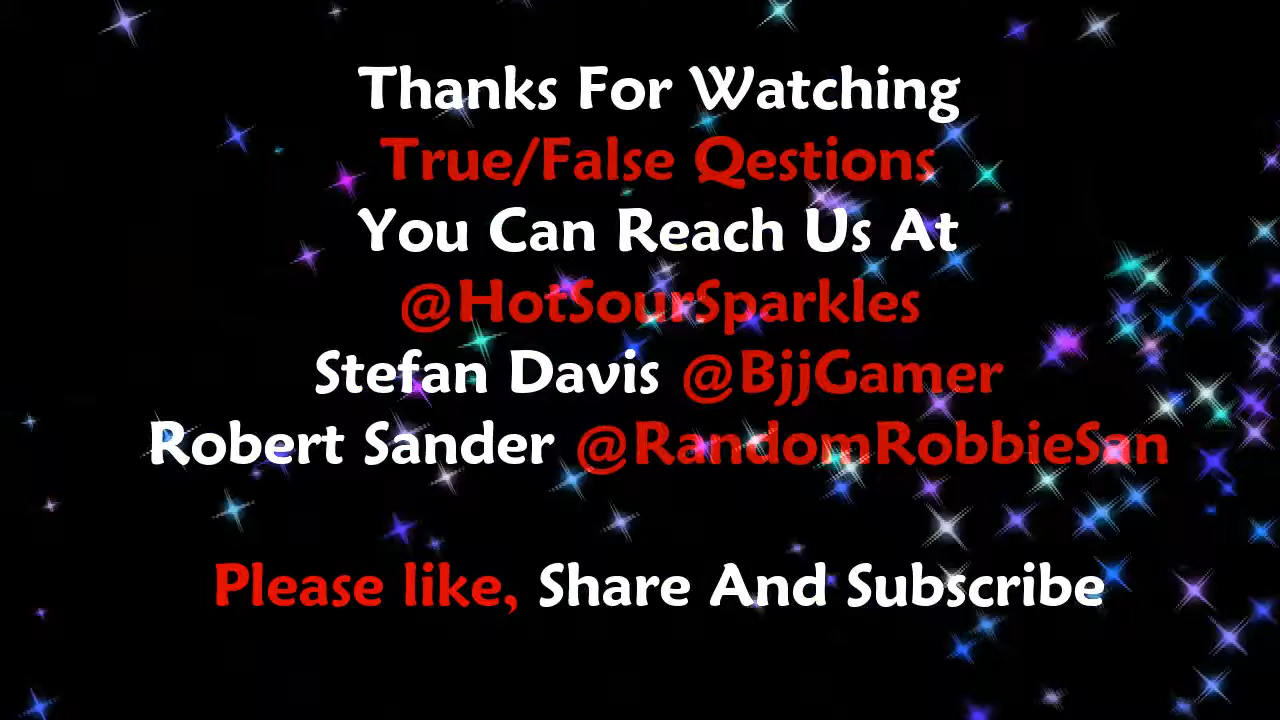 Thanks For Watching
True/False Qestions
You Can Reach Us At
@HotSourSparkles
Stefan Davis @BjjGamer
Robert Sander @RandomRobbieSan
Please like, Share And Subscribe